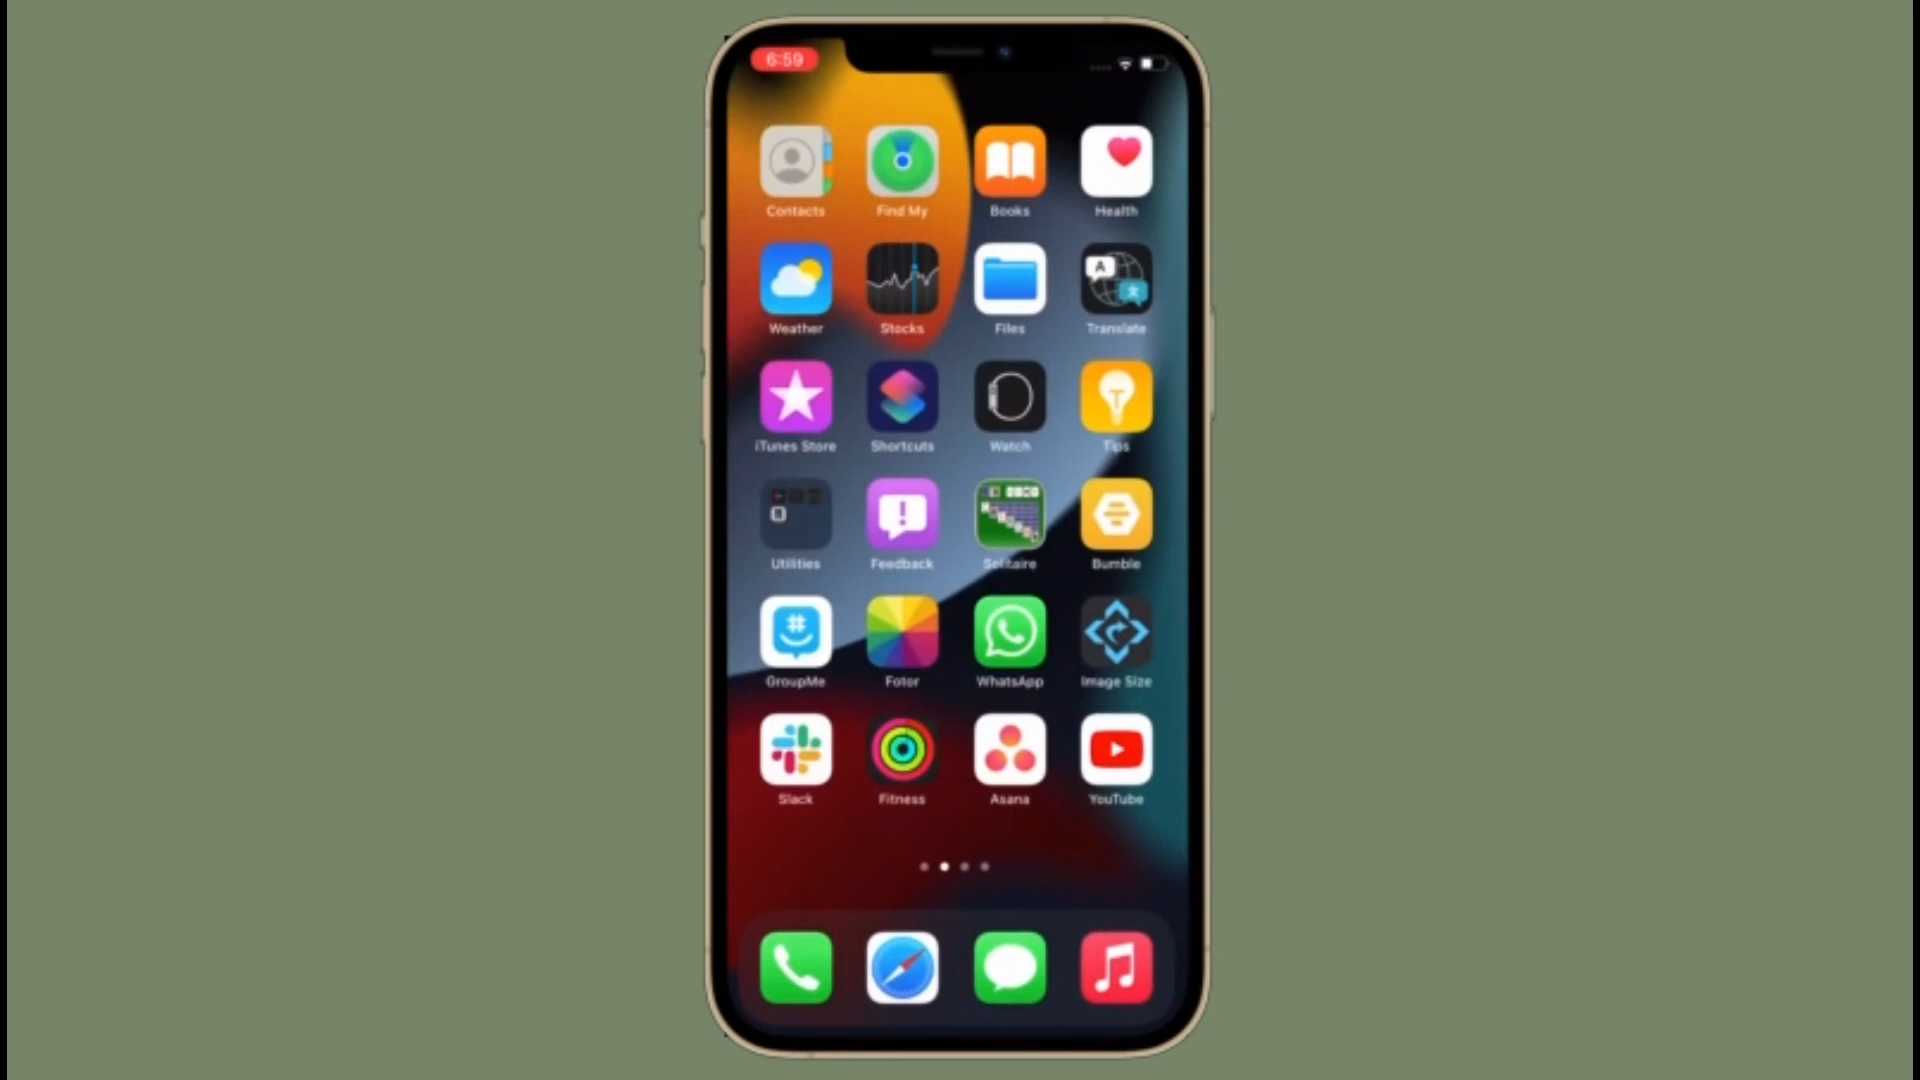 6:59
Contacts Find My Books Health
A 文
Weather Stocks Files Translate
T
iTunes Store Shortcuts Watch Tips
!
Utilities Feedback Solitaire Bumble
#
GroupMe Fotor WhatsApp Image Size
Slack Fitness Asana YouTube